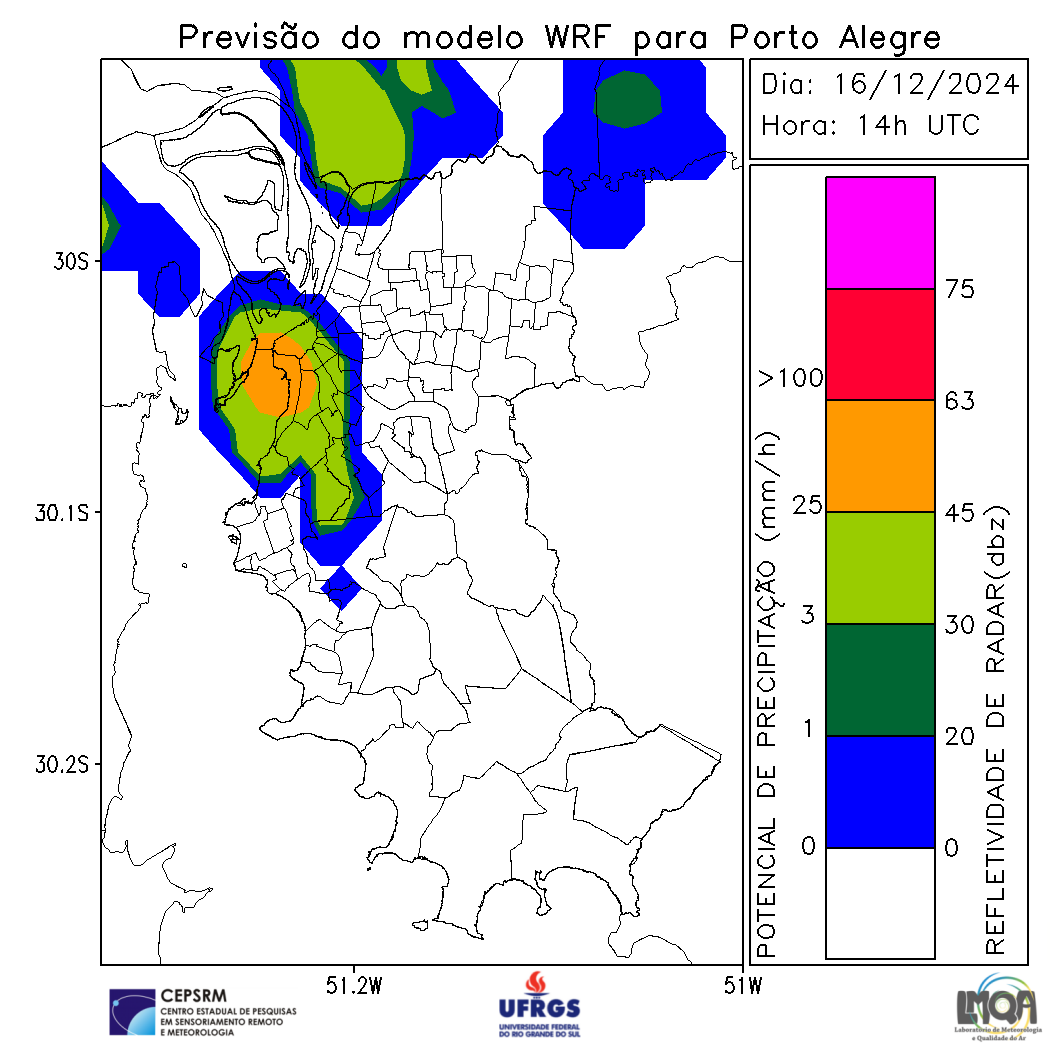 Previsão do modelo WRF para Porto Alegre
Dia: 16/12/2024
Hora: 14h UTC
30S
30.1S
30.2S
51.2W
51W
POTENCIAL DE PRECIPITAÇÃO (mm/h)
>100
25
3
1
0
75
63
45
30
20
0
REFLETIVIDADE DE RADAR(dbz)
CEPSRM
CENTRO ESTADUAL DE PESQUISAS
EM SENSORIAMENTO REMOTO
E METEOROLOGIA
UFRGS
UNIVERSIDADE FEDERAL
DO RIO GRANDE DO SUL
LMQA
Laboratório de Meteorologia
e Qualidade do Ar